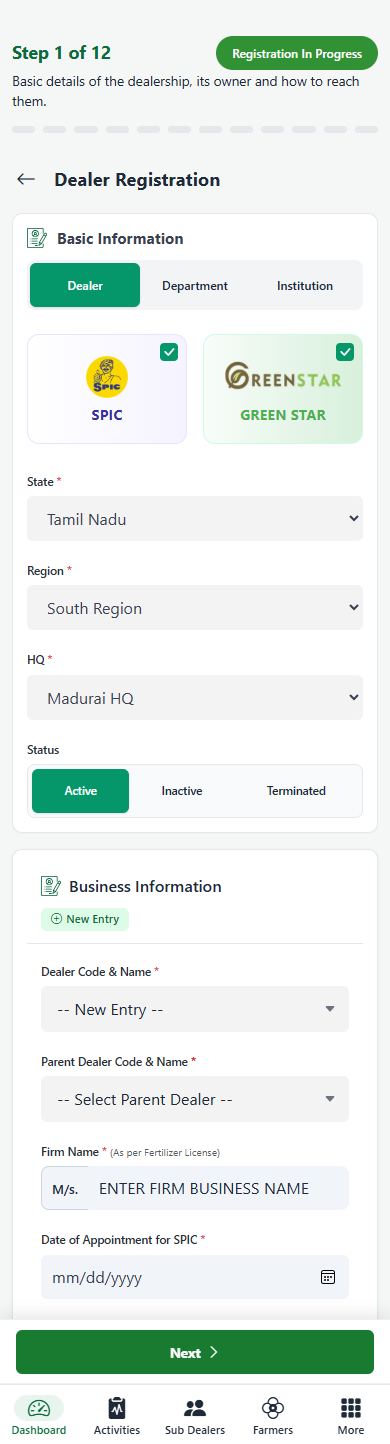 Step 1 of 12
Registration In Progress
Basic details of the dealership, its owner and how to reach
them.
Dealer Registration
Basic Information
Dealer
Department
Institution
SPIC
GREENSTAR
SPIC
GREEN STAR
State *
Tamil Nadu
Region *
South Region
HQ *
Madurai HQ
Status
Active
Inactive
Terminated
Business Information
New Entry
Dealer Code & Name *
-- New Entry --
Parent Dealer Code & Name *
-- Select Parent Dealer --
Firm Name * (As per Fertilizer License)
M/s.
ENTER FIRM BUSINESS NAME
Date of Appointment for SPIC *
mm/dd/yyyy
Next
Dashboard
Activities
Sub Dealers
Farmers
More